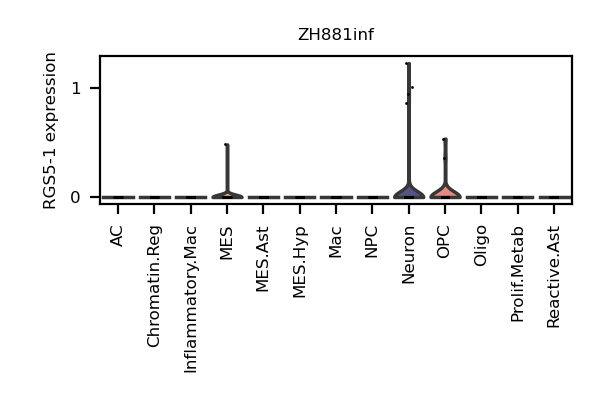 ZH881inf
RGS5-1 expression
1
0
AC
Chromatin.Reg
Inflammatory.Mac
MES
MES.Ast
MES.Hyp
Mac
NPC
Neuron
OPC
Oligo
Prolif.Metab
Reactive.Ast